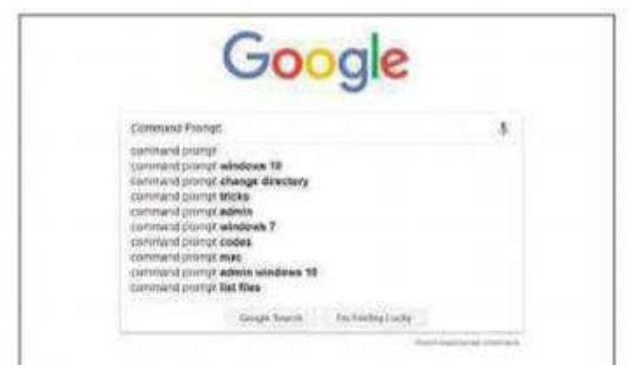 Google
Command Prompt
command prompt
command prompt windows 10
command prompt change directory
command prompt tricks
command prompt admin
command prompt windows 7
command prompt codes
command prompt mac
command prompt admin windows 10
command prompt list files
Google Search I'm Feeling Lucky